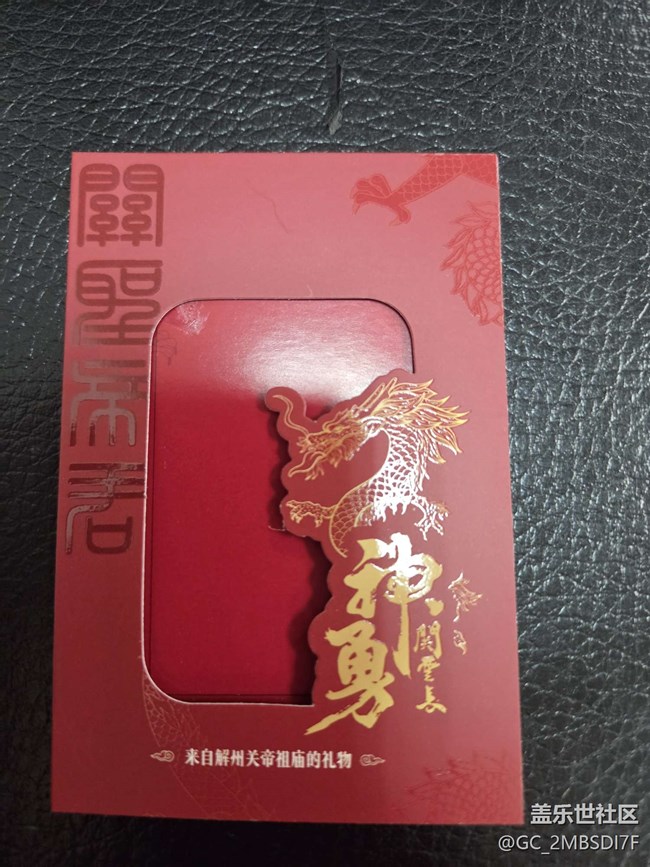 關聖帝君
神勇
關雲長
来自解州关帝祖庙的礼物
盖乐世社区
@GC_2MBSDI7F